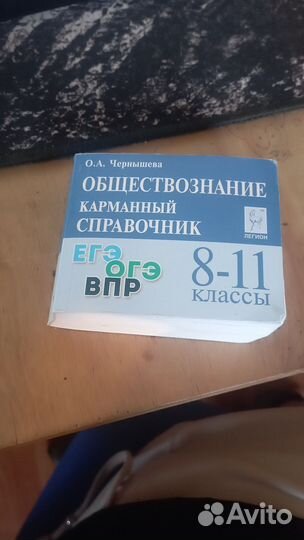 О.А. Чернышева
ОБЩЕСТВОЗНАНИЕ
КАРМАННЫЙ
СПРАВОЧНИК
ЛЕГИОН
ЕГЭ
ОГЭ
ВПР
8-11
классы
Avito